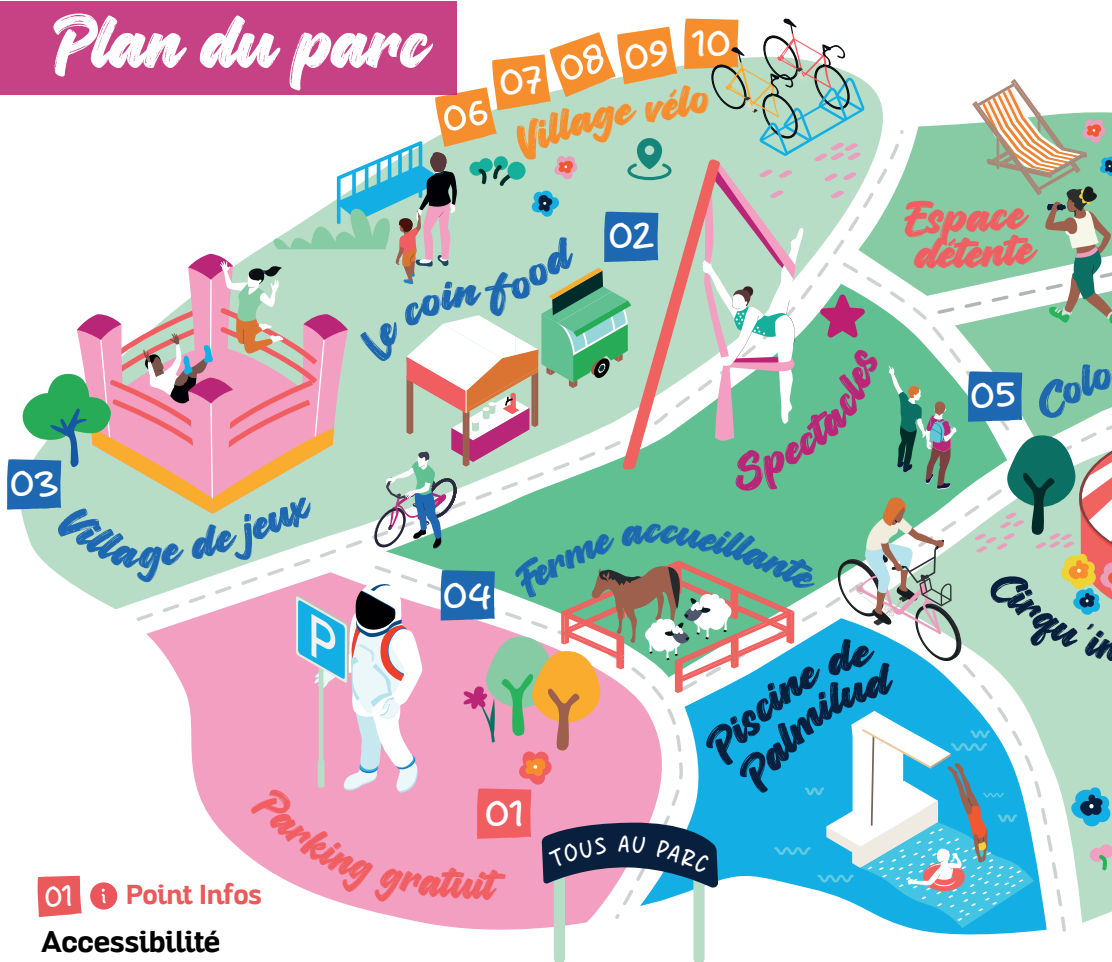 Plan du parc
06 07 08 09 10
Village vélo
Espace
détente
02
Le coin food
Spectacles
05
03
Village de jeux
Ferme accueillante
04
Piscine de
Palmilud
P
01
Parking gratuit
TOUS AU PARC
01 i Point Infos
Accessibilité